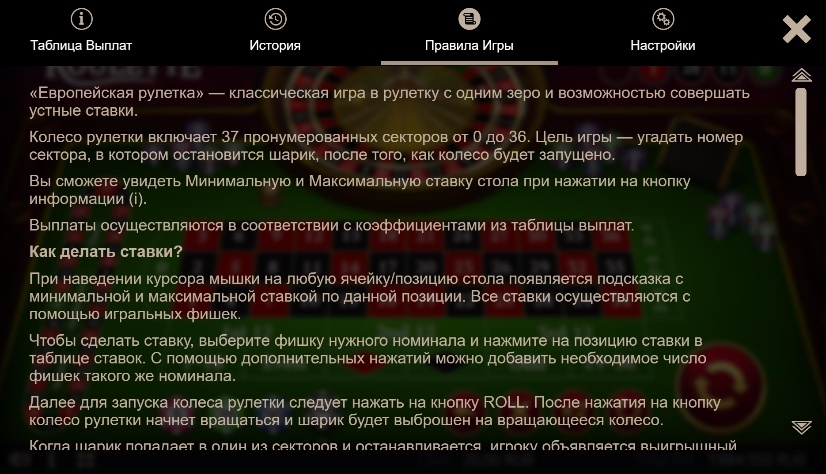 Таблица Выплат
История
Правила Игры
Настройки
«Европейская рулетка» — классическая игра в рулетку с одним зеро и возможностью совершать
устные ставки.
Колесо рулетки включает 37 пронумерованных секторов от 0 до 36. Цель игры — угадать номер
сектора, в котором остановится шарик, после того, как колесо будет запущено.
Вы сможете увидеть Минимальную и Максимальную ставку стола при нажатии на кнопку
информации (i).
Выплаты осуществляются в соответствии с коэффициентами из таблицы выплат.
Как делать ставки?
При наведении курсора мышки на любую ячейку/позицию стола появляется подсказка с
минимальной и максимальной ставкой по данной позиции. Все ставки осуществляются с
помощью игральных фишек.
Чтобы сделать ставку, выберите фишку нужного номинала и нажмите на позицию ставки в
таблице ставок. С помощью дополнительных нажатий можно добавить необходимое число
фишек такого же номинала.
Далее для запуска колеса рулетки следует нажать на кнопку ROLL. После нажатия на кнопку
колесо рулетки начнет вращаться и шарик будет выброшен на вращающееся колесо.
Когда шарик попадает в один из секторов и останавливается, игроку объявляется выигрышный